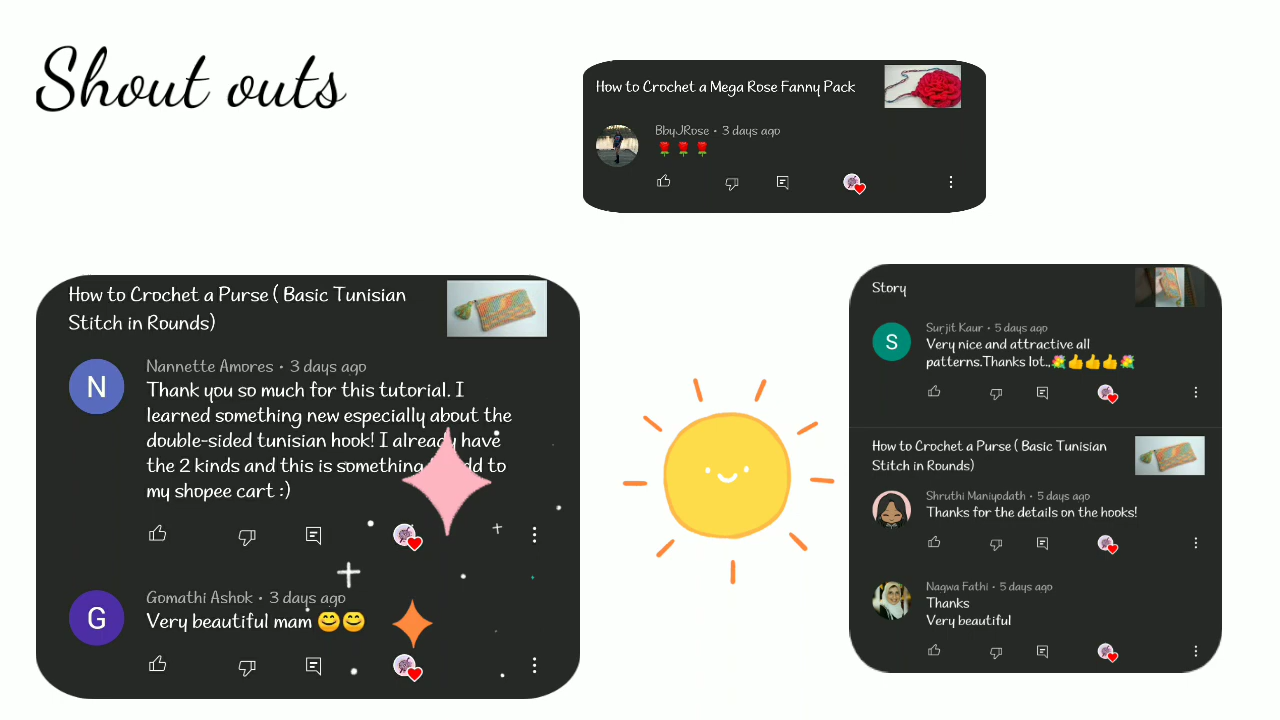 Shout outs
How to Crochet a Mega Rose Fanny Pack
BbyJRose • 3 days ago
🌹🌹🌹
How to Crochet a Purse ( Basic Tunisian
Stitch in Rounds)
N
Nannette Amores • 3 days ago
Thank you so much for this tutorial. I
learned something new especially about the
double-sided tunisian hook! I already have
the 2 kinds and this is something dd to
my shopee cart :)
G
Gomathi Ashok • 3 days ago
Very beautiful mam 😊😊
Story
S
Surjit Kaur • 5 days ago
Very nice and attractive all
patterns.Thanks lot..💐👍👍👍💐
How to Crochet a Purse ( Basic Tunisian
Stitch in Rounds)
Shruthi Maniyodath • 5 days ago
Thanks for the details on the hooks!
Naqwa Fathi • 5 days ago
Thanks
Very beautiful